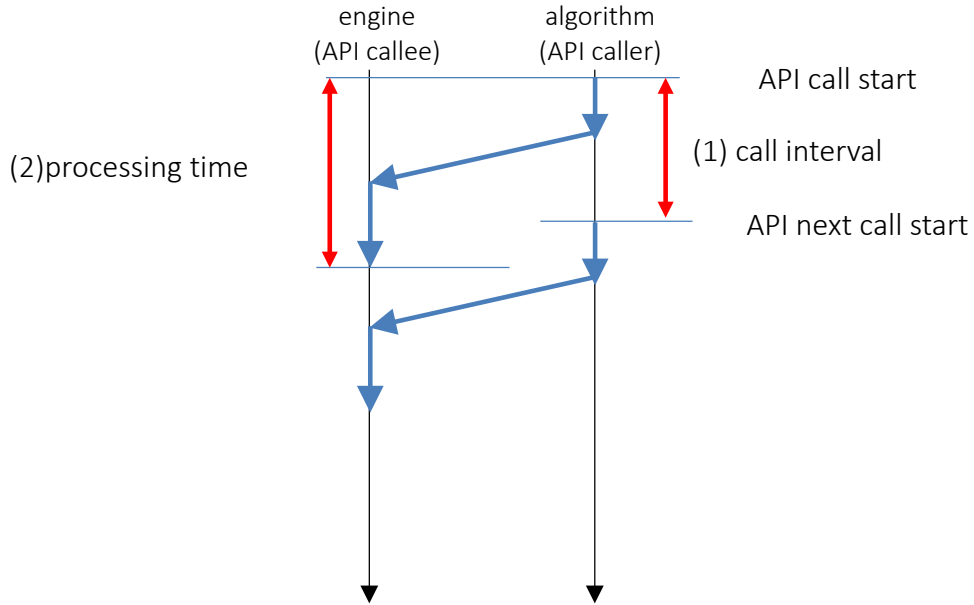 engine
(API callee)
algorithm
(API caller)
API call start
(2)processing time
(1) call interval
API next call start